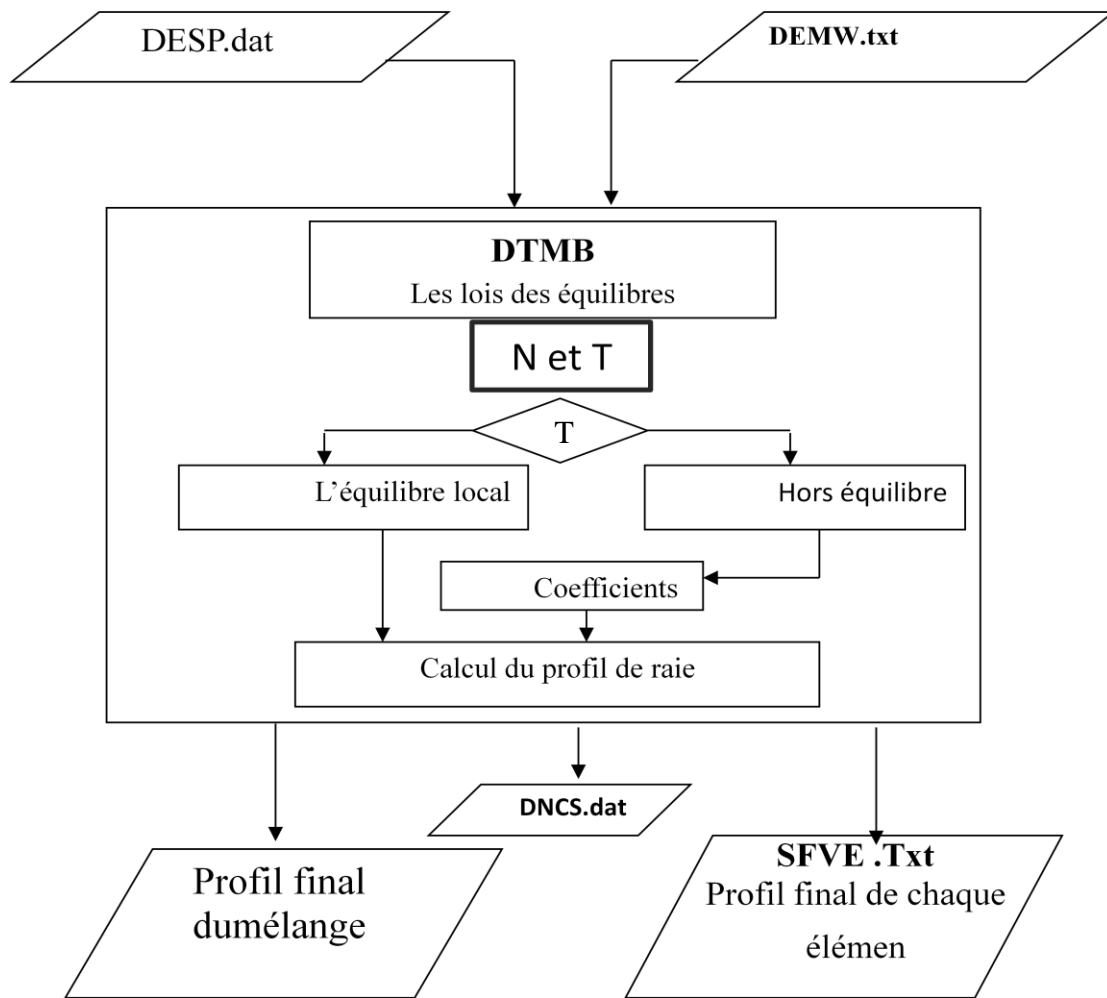 DESP.dat
DEMW.txt
DTMB
Les lois des équilibres
N et T
T
L’équilibre local
Hors équilibre
Coefficients
Calcul du profil de raie
DNCS.dat
Profil final
dumélange
SFVE .Txt
Profil final de chaque
élémen